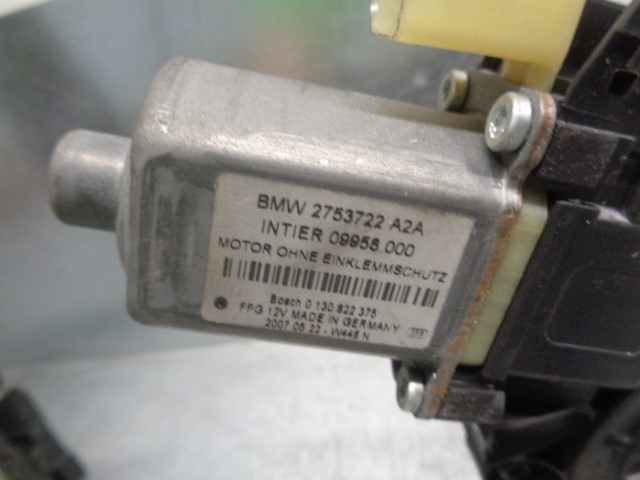 BMW 2753722 A2A
INTIER 09958 000
MOTOR OHNE EINKLEMMSCHUTZ
Bosch 0 130 822 375
FPG 12V MADE IN GERMANY
2007 05 22 - W446 N